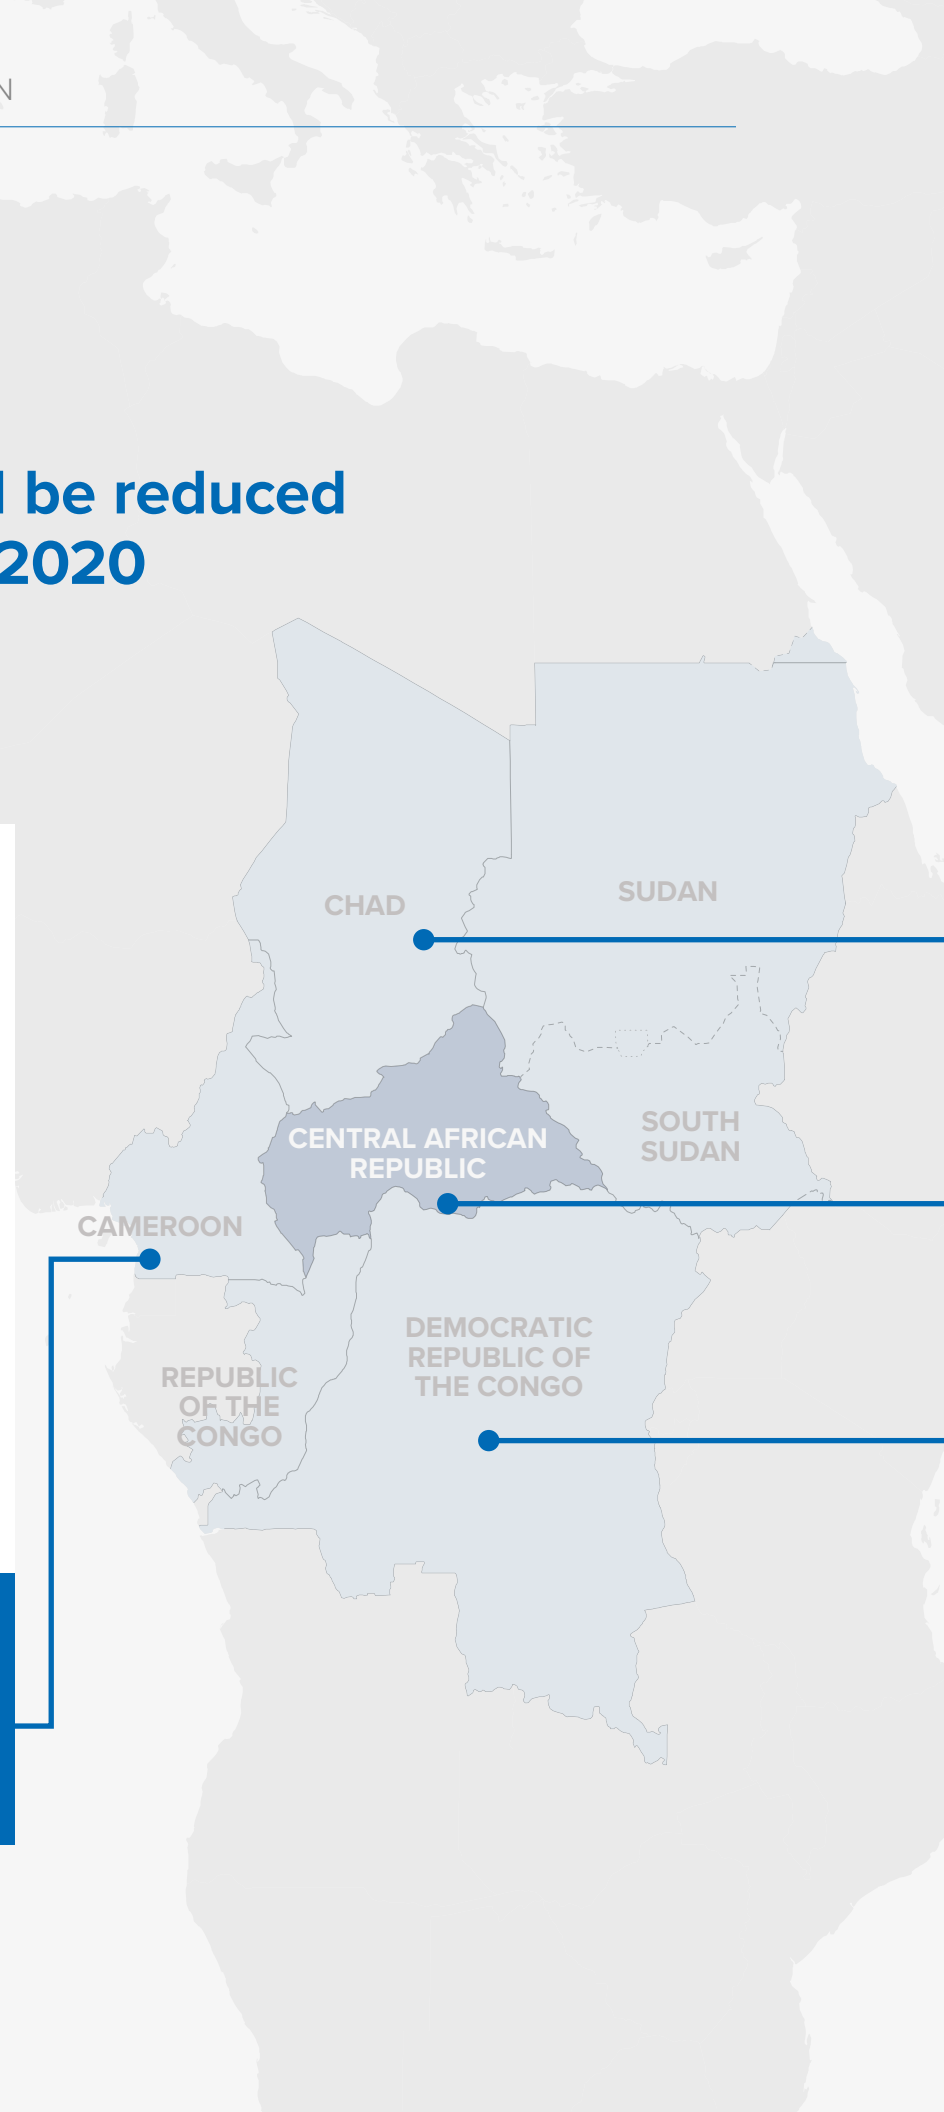 N
be reduced
2020
CHAD
SUDAN
CENTRAL AFRICAN
REPUBLIC
SOUTH
SUDAN
CAMEROON
DEMOCRATIC
REPUBLIC OF
THE CONGO
REPUBLIC
OF THE
CONGO